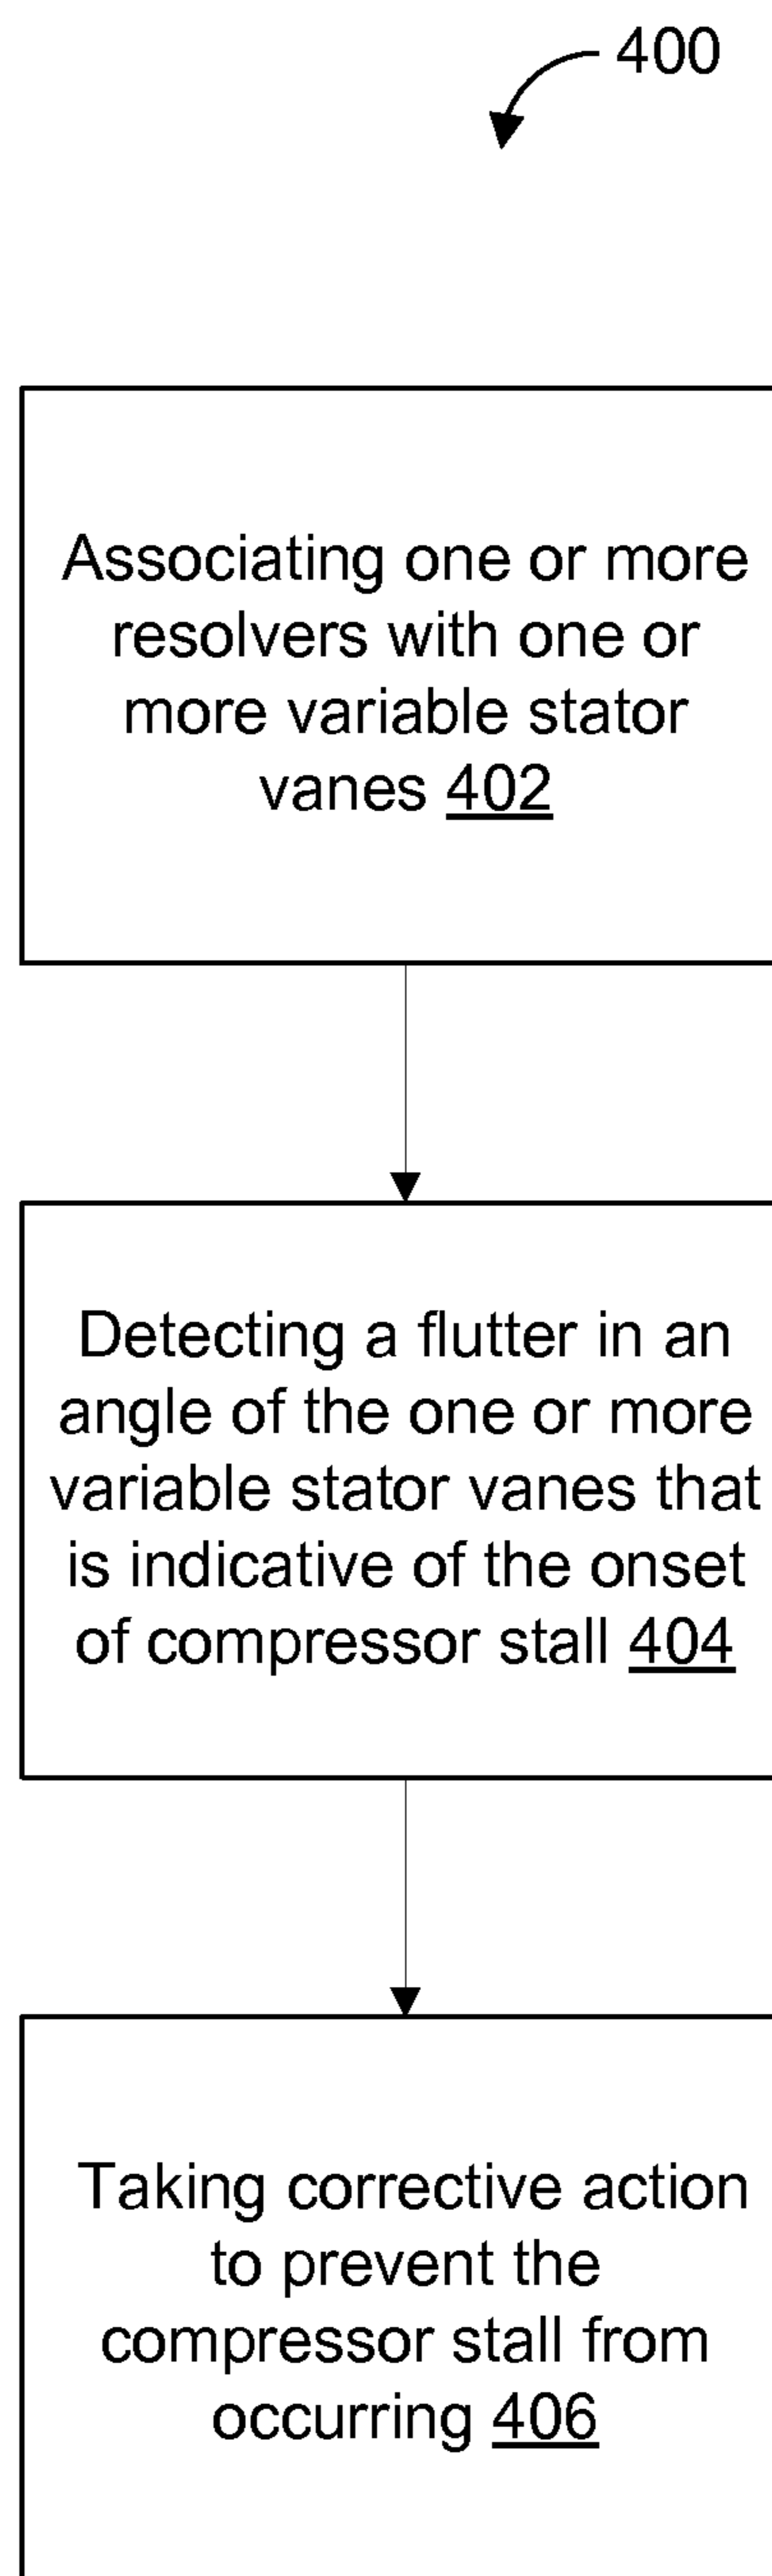 400
Associating one or more
resolvers with one or
more variable stator
vanes 402
Detecting a flutter in an
angle of the one or more
variable stator vanes that
is indicative of the onset
of compressor stall 404
Taking corrective action
to prevent the
compressor stall from
occurring 406